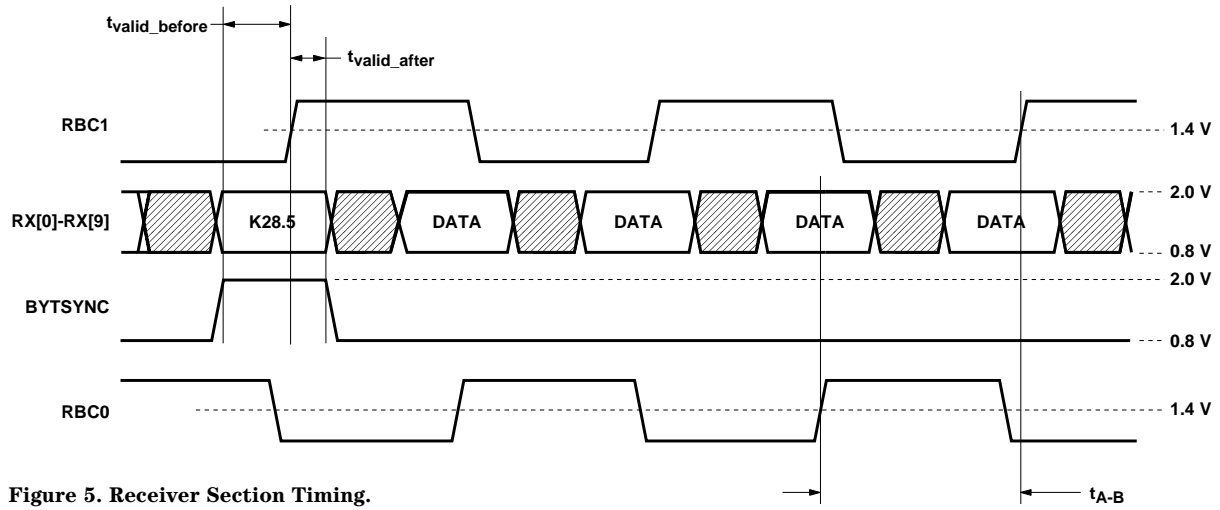 tvalid_before
tvalid_after
RBC1
1.4 V
2.0 V
RX[0]-RX[9]
K28.5
DATA
DATA
DATA
DATA
0.8 V
2.0 V
BYTSYNC
0.8 V
RBC0
1.4 V
Figure 5. Receiver Section Timing.
tA-B